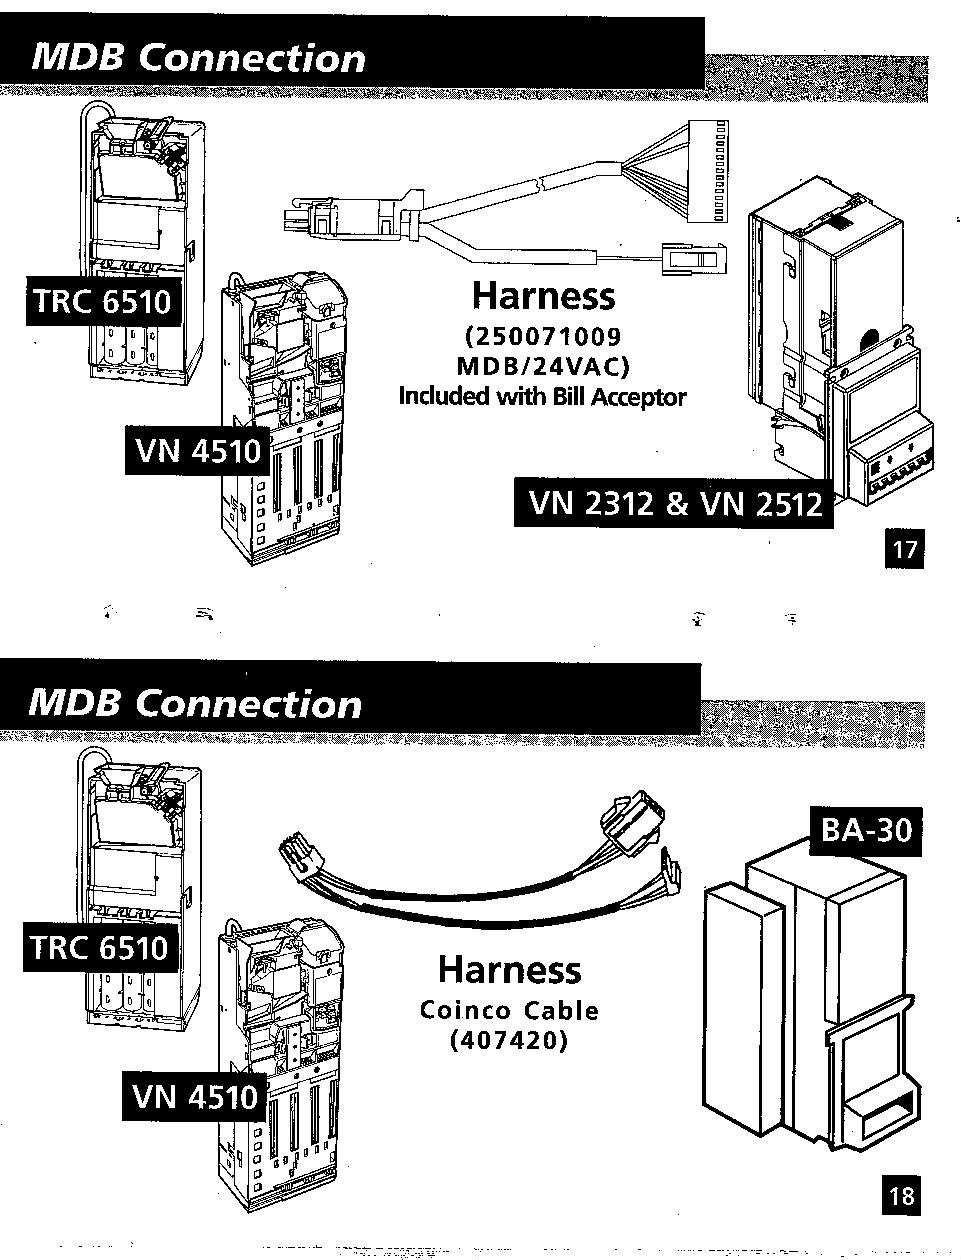 MDB Connection
TRC 6510
VN 4510
Harness
(250071009
MDB/24VAC)
Included with Bill Acceptor
VN 2312 & VN 2512
17
MDB Connection
TRC 6510
VN 4510
Harness
Coinco Cable
(407420)
BA-30
18